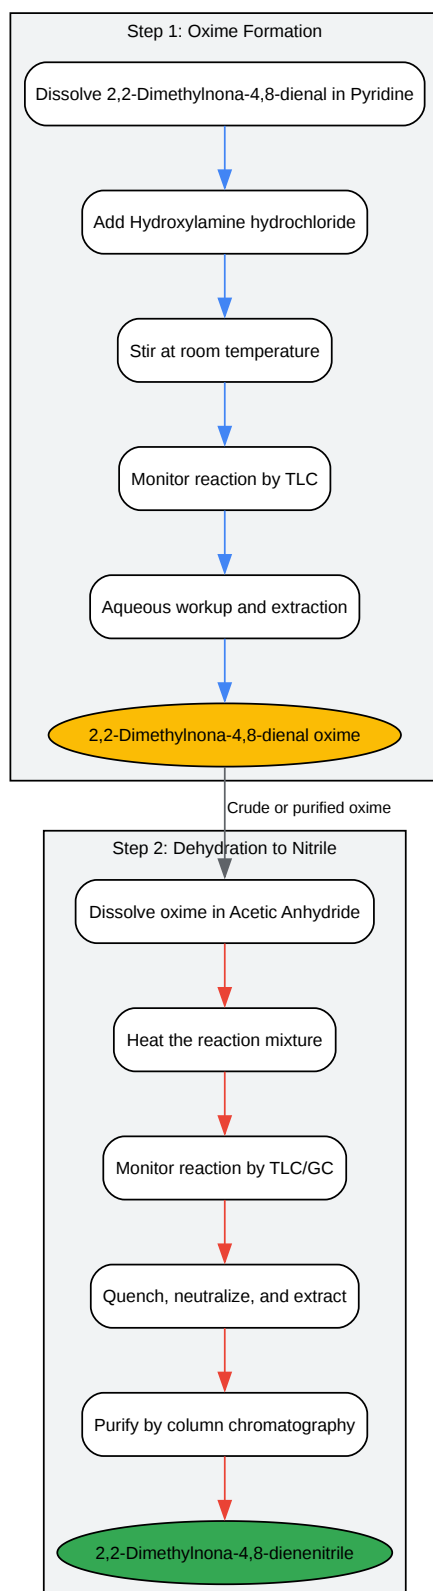 Step 1: Oxime Formation
Dissolve 2,2-Dimethylnona-4,8-dienal in Pyridine
Add Hydroxylamine hydrochloride
Stir at room temperature
Monitor reaction by TLC
Aqueous workup and extraction
2,2-Dimethylnona-4,8-dienal oxime
Crude or purified oxime
Step 2: Dehydration to Nitrile
Dissolve oxime in Acetic Anhydride
Heat the reaction mixture
Monitor reaction by TLC/GC
Quench, neutralize, and extract
Purify by column chromatography
2,2-Dimethylnona-4,8-dienenitrile